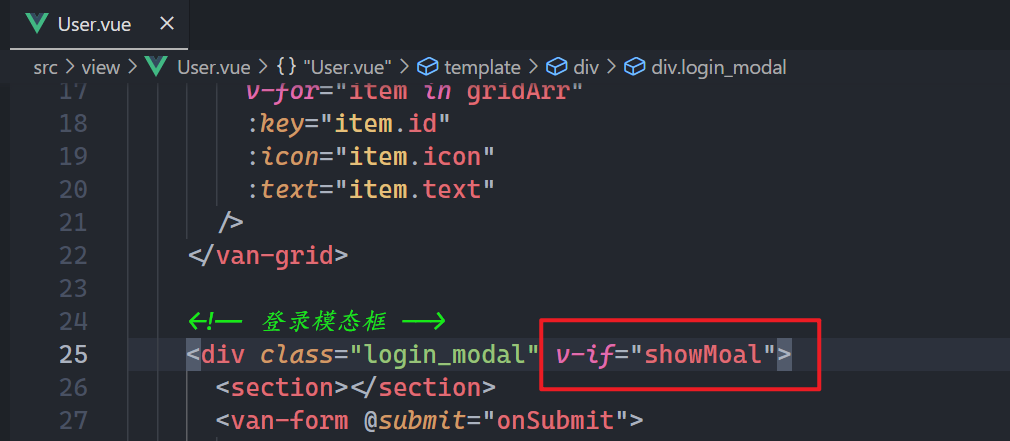 User.vue ×
src > view > User.vue > {} "User.vue" > template > div > div.login_modal
17 v-for="item in gridArr"
18 :key="item.id"
19 :icon="item.icon"
20 :text="item.text"
21 />
22 </van-grid>
23
24 <!-- 登录模态框 -->
25 <div class="login_modal" v-if="showMoal">
26 <section></section>
27 <van-form @submit="onSubmit">